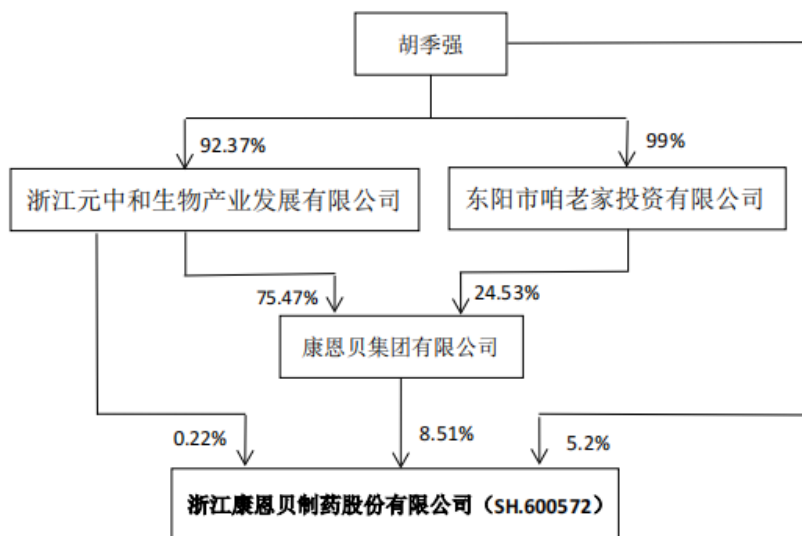 胡季强
92.37%
99%
浙江元中和生物产业发展有限公司
东阳市咱老家投资有限公司
75.47%
24.53%
康恩贝集团有限公司
0.22%
8.51%
5.2%
浙江康恩贝制药股份有限公司（SH.600572）